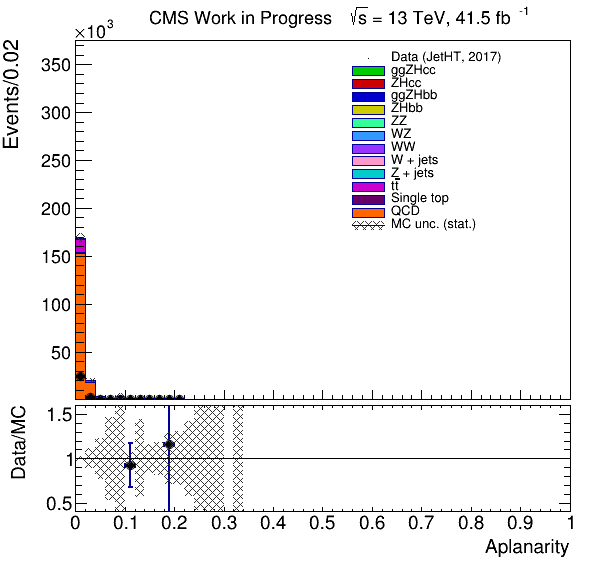 CMS Work in Progress √s = 13 TeV, 41.5 fb⁻¹
×10³
Events/0.02
350
300
250
200
150
100
50
Data (JetHT, 2017)
ggZHcc
ZHcc
ggZHbb
ZHbb
ZZ
WZ
WW
W + jets
Z + jets
tt̄
Single top
QCD
MC unc. (stat.)
Data/MC
1.5
1
0.5
0 0.1 0.2 0.3 0.4 0.5 0.6 0.7 0.8 0.9 1
Aplanarity